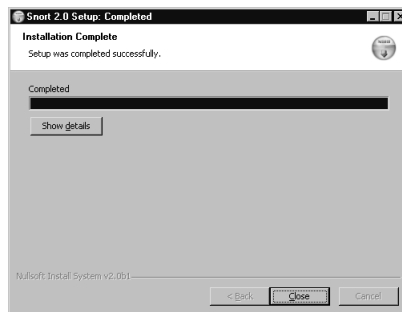 Snort 2.0 Setup: Completed
Installation Complete
Setup was completed successfully.
Completed
Show details
Nullsoft Install System v2.0b1
< Back
Close
Cancel